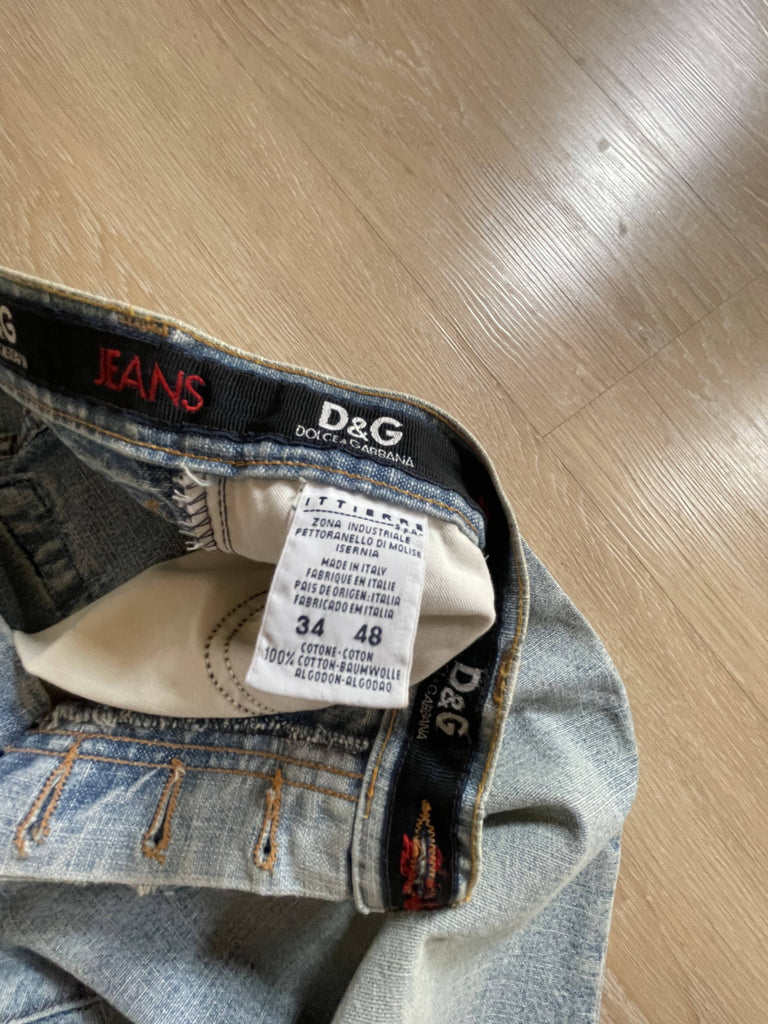 G
JEANS
D&G
DOLCE & GABBANA
ITTIERRE
S.P.A.
ZONA INDUSTRIALE
PETTORANELLO DI MOLISE
ISERNIA
MADE IN ITALY
FABRIQUE EN ITALIE
PAIS DE ORIGEN: ITALIA
FABRICADO EM ITALIA
34 48
COTONE-COTON
100% COTTON-BAUMWOLLE
ALGODON-ALGODAO
D&G
GABBANA